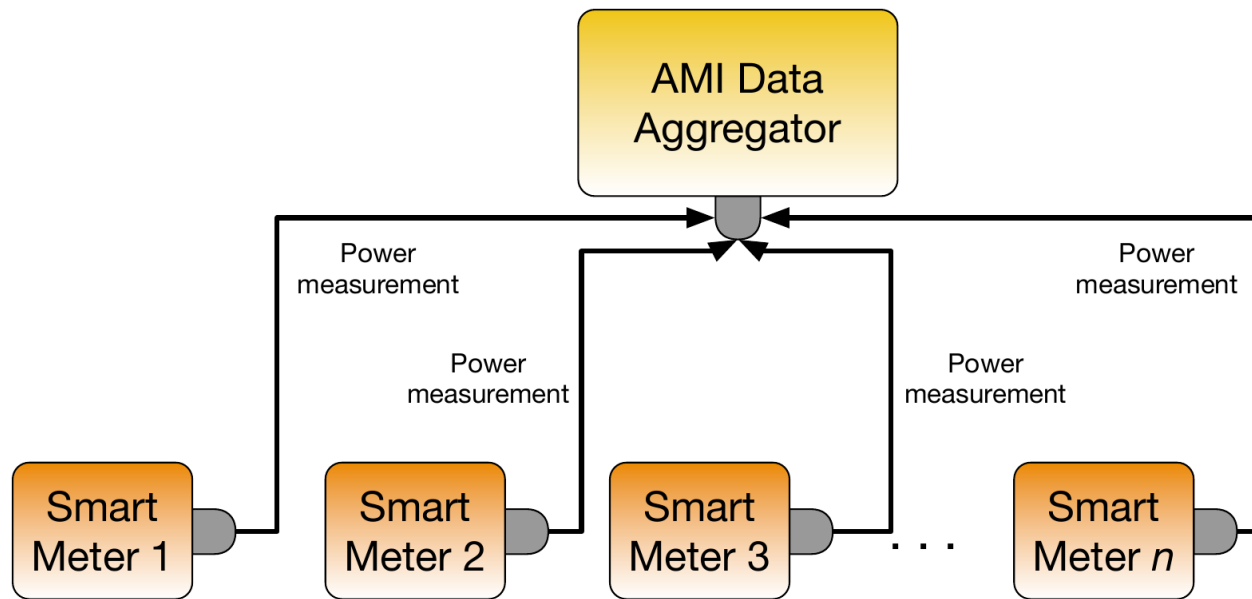 AMI Data
Aggregator
Power
measurement
Power
measurement
Power
measurement
Power
measurement
Smart
Meter 1
Smart
Meter 2
Smart
Meter 3
. . .
Smart
Meter n